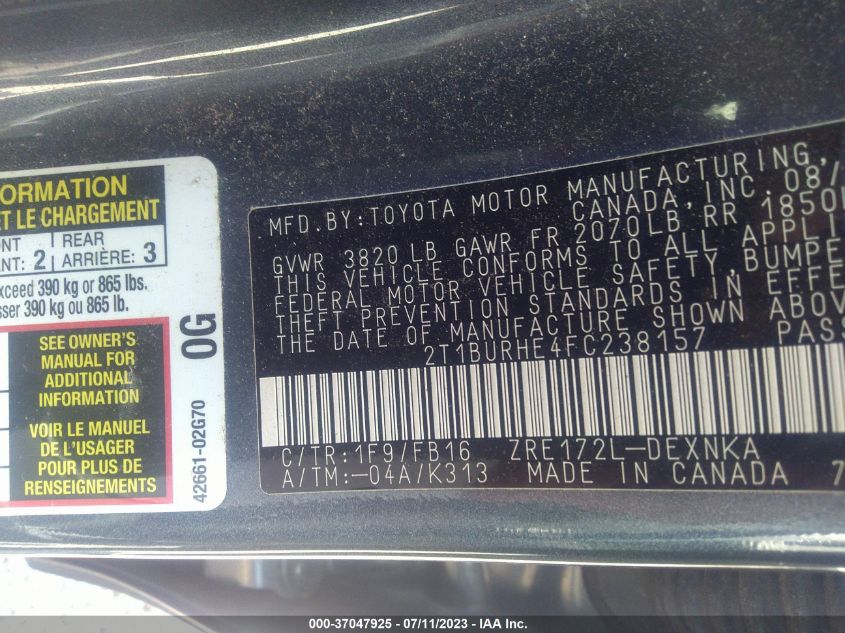 ORMATION
ET LE CHARGEMENT
NT: 2 REAR ARRIÈRE: 3
xceed 390 kg or 865 lbs.
sser 390 kg ou 865 lb.
SEE OWNER'S
MANUAL FOR
ADDITIONAL
INFORMATION
VOIR LE MANUEL
DE L'USAGER
POUR PLUS DE
RENSEIGNEMENTS
0G
42661-02G70
MFD.BY:TOYOTA MOTOR MANUFACTURING,
CANADA, INC. 08/
GVWR 3820 LB GAWR FR 2070LB,RR 1850
THIS VEHICLE CONFORMS TO ALL APPLI
FEDERAL MOTOR VEHICLE SAFETY,BUMPE
THEFT PREVENTION STANDARDS IN EFFE
THE DATE OF MANUFACTURE SHOWN ABOV
2T1BURHE4FC238157 PASS
C/TR:1F9/FB16 ZRE172L-DEXNKA
A/TM:-04A/K313 MADE IN CANADA 7
000-37047925 - 07/11/2023 - IAA Inc.